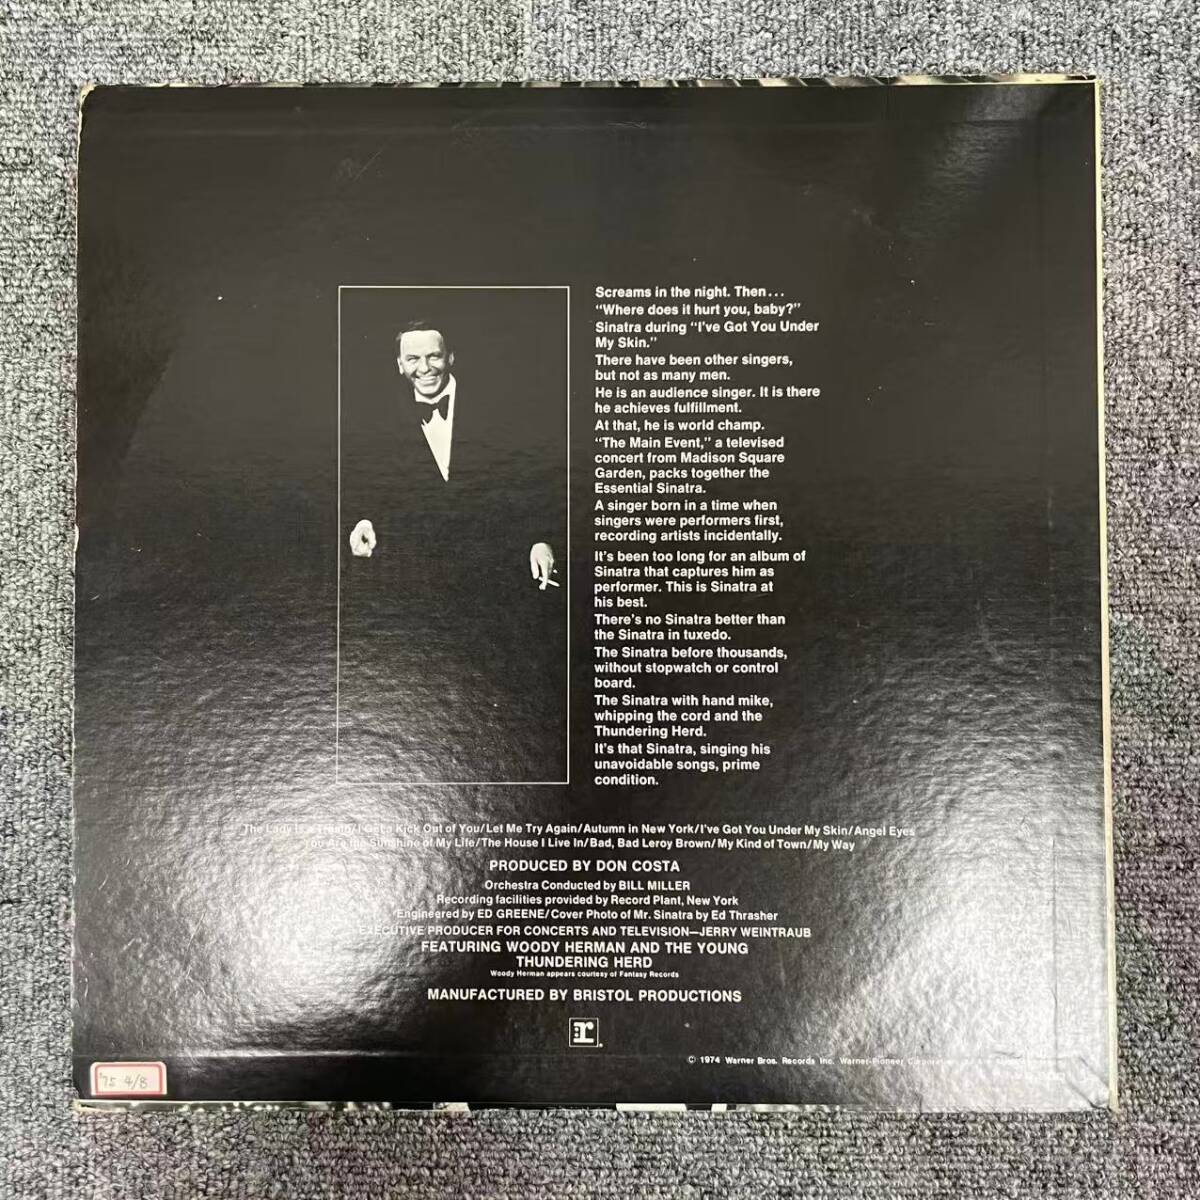 Screams in the night. Then...
"Where does it hurt you, baby?"
Sinatra during "I've Got You Under
My Skin."
There have been other singers,
but not as many men.
He is an audience singer. It is there
he achieves fulfillment.
At that, he is world champ.
"The Main Event," a televised
concert from Madison Square
Garden, packs together the
Essential Sinatra.
A singer born in a time when
singers were performers first,
recording artists incidentally.
It's been too long for an album of
Sinatra that captures him as
performer. This is Sinatra at
his best.
There's no Sinatra better than
the Sinatra in tuxedo.
The Sinatra before thousands,
without stopwatch or control
board.
The Sinatra with hand mike,
whipping the cord and the
Thundering Herd.
It's that Sinatra, singing his
unavoidable songs, prime
condition.
The Lady is a Tramp/I Get a Kick Out of You/Let Me Try Again/Autumn in New York/I've Got You Under My Skin/Angel Eyes
You Are the Sunshine of My Life/The House I Live In/Bad, Bad Leroy Brown/My Kind of Town/My Way
PRODUCED BY DON COSTA
Orchestra Conducted by BILL MILLER
Recording facilities provided by Record Plant, New York
Engineered by ED GREENE/Cover Photo of Mr. Sinatra by Ed Thrasher
EXECUTIVE PRODUCER FOR CONCERTS AND TELEVISION—JERRY WEINTRAUB
FEATURING WOODY HERMAN AND THE YOUNG
THUNDERING HERD
Woody Herman appears courtesy of Fantasy Records
MANUFACTURED BY BRISTOL PRODUCTIONS
r
© 1974 Warner Bros. Records Inc. Warner-Pioneer Corporation
'75 4/8